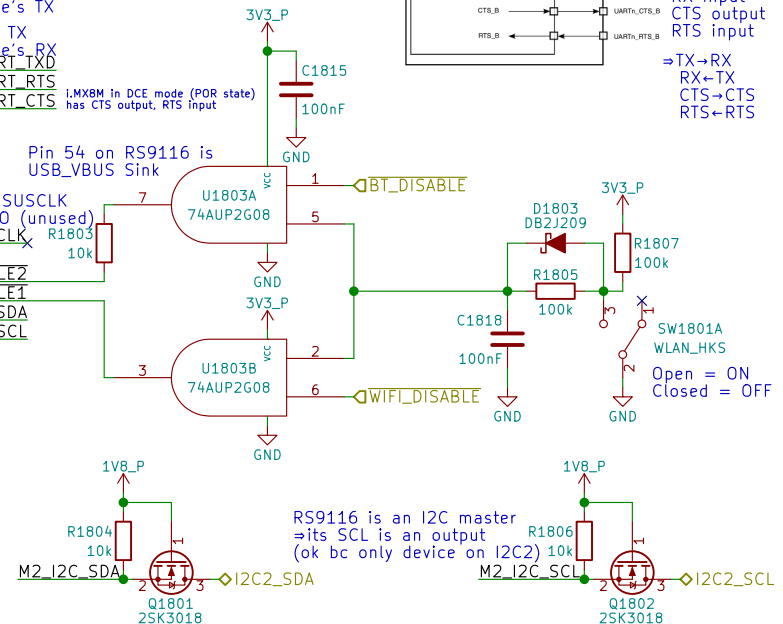 e's TX
TX
e's RX
RT_TXD
RT_RTS
RT_CTS
i.MX8M in DCE mode (POR state)
has CTS output, RTS input
3V3_P
C1815
100nF
GND
CTS_B
UARTn_CTS_B
RTS_B
UARTn_RTS_B
CTS output
RTS input
⇒TX→RX
RX←TX
CTS→CTS
RTS←RTS
Pin 54 on RS9116 is
USB_VBUS Sink
SUSCLK
O (unused)
CLK
R1803
10k
LE2
LE1
SDA
SCL
7
U1803A
74AUP2G08
VCC
1
BT_DISABLE
5
GND
3V3_P
3
U1803B
74AUP2G08
VCC
2
6
WIFI_DISABLE
GND
D1803
DB2J209
R1805
100k
C1818
100nF
GND
3V3_P
R1807
100k
3
1
SW1801A
WLAN_HKS
2
GND
Open = ON
Closed = OFF
1V8_P
R1804
10k
M2_I2C_SDA
1
2
3
I2C2_SDA
Q1801
2SK3018
RS9116 is an I2C master
⇒its SCL is an output
(ok bc only device on I2C2)
1V8_P
R1806
10k
M2_I2C_SCL
1
2
3
I2C2_SCL
Q1802
2SK3018